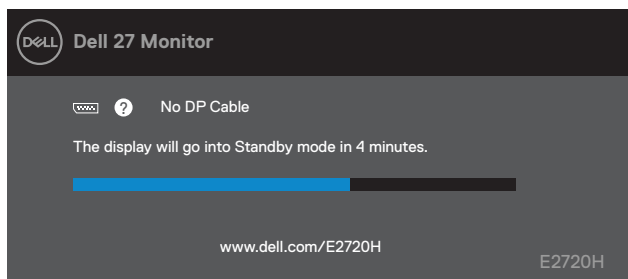 DELL Dell 27 Monitor
? No DP Cable
The display will go into Standby mode in 4 minutes.
www.dell.com/E2720H
E2720H